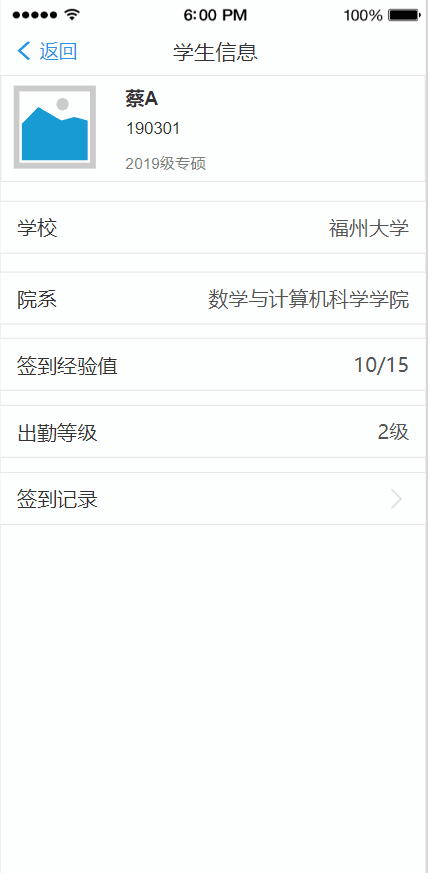 6:00 PM 100%
返回 学生信息
蔡A
190301
2019级专硕
学校 福州大学
院系 数学与计算机科学学院
签到经验值 10/15
出勤等级 2级
签到记录